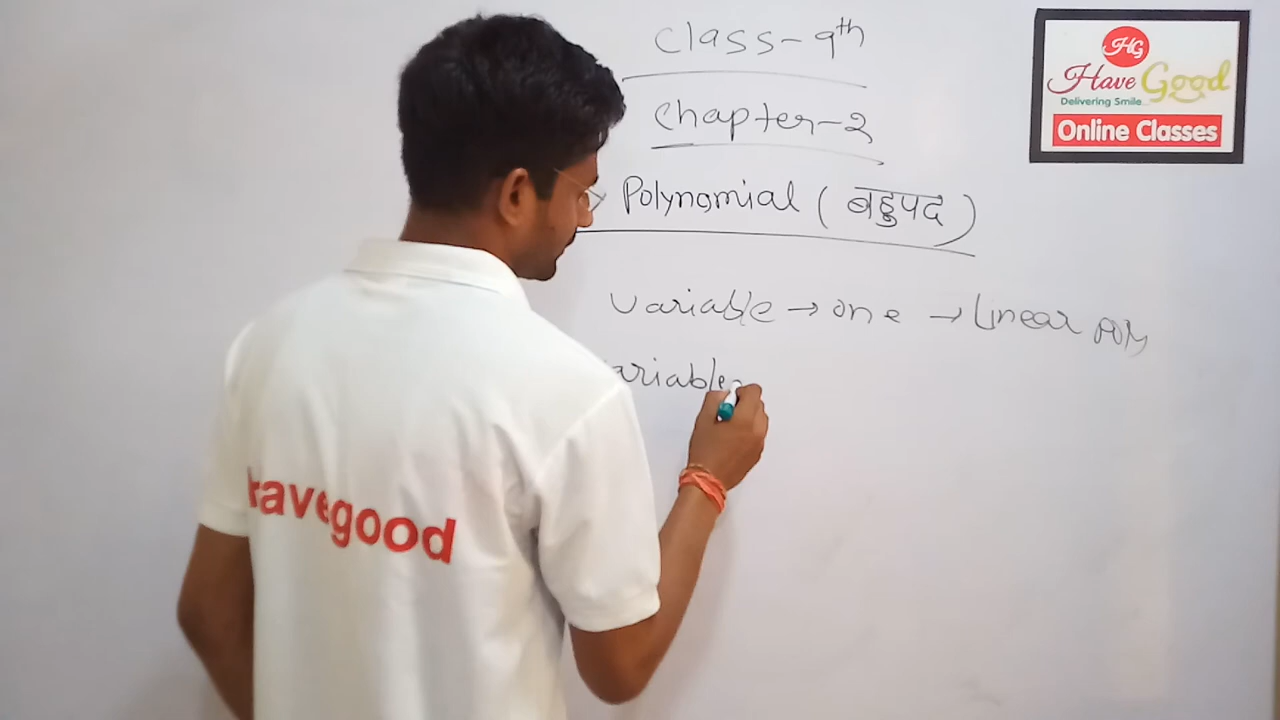 Class-9th
Chapter-2
Polynomial (बहुपद)
Variable → one → Linear Poly
ariable
HG
Have Good
Delivering Smile...
Online Classes
havegood